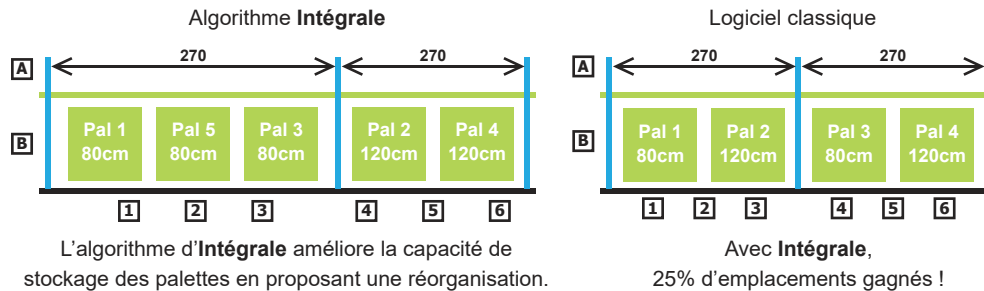 Algorithme Intégrale
270
270
A
B
Pal 1
80cm
Pal 5
80cm
Pal 3
80cm
Pal 2
120cm
Pal 4
120cm
1
2
3
4
5
6
L'algorithme d'Intégrale améliore la capacité de
stockage des palettes en proposant une réorganisation.
Logiciel classique
270
270
A
B
Pal 1
80cm
Pal 2
120cm
Pal 3
80cm
Pal 4
120cm
1
2
3
4
5
6
Avec Intégrale,
25% d'emplacements gagnés !